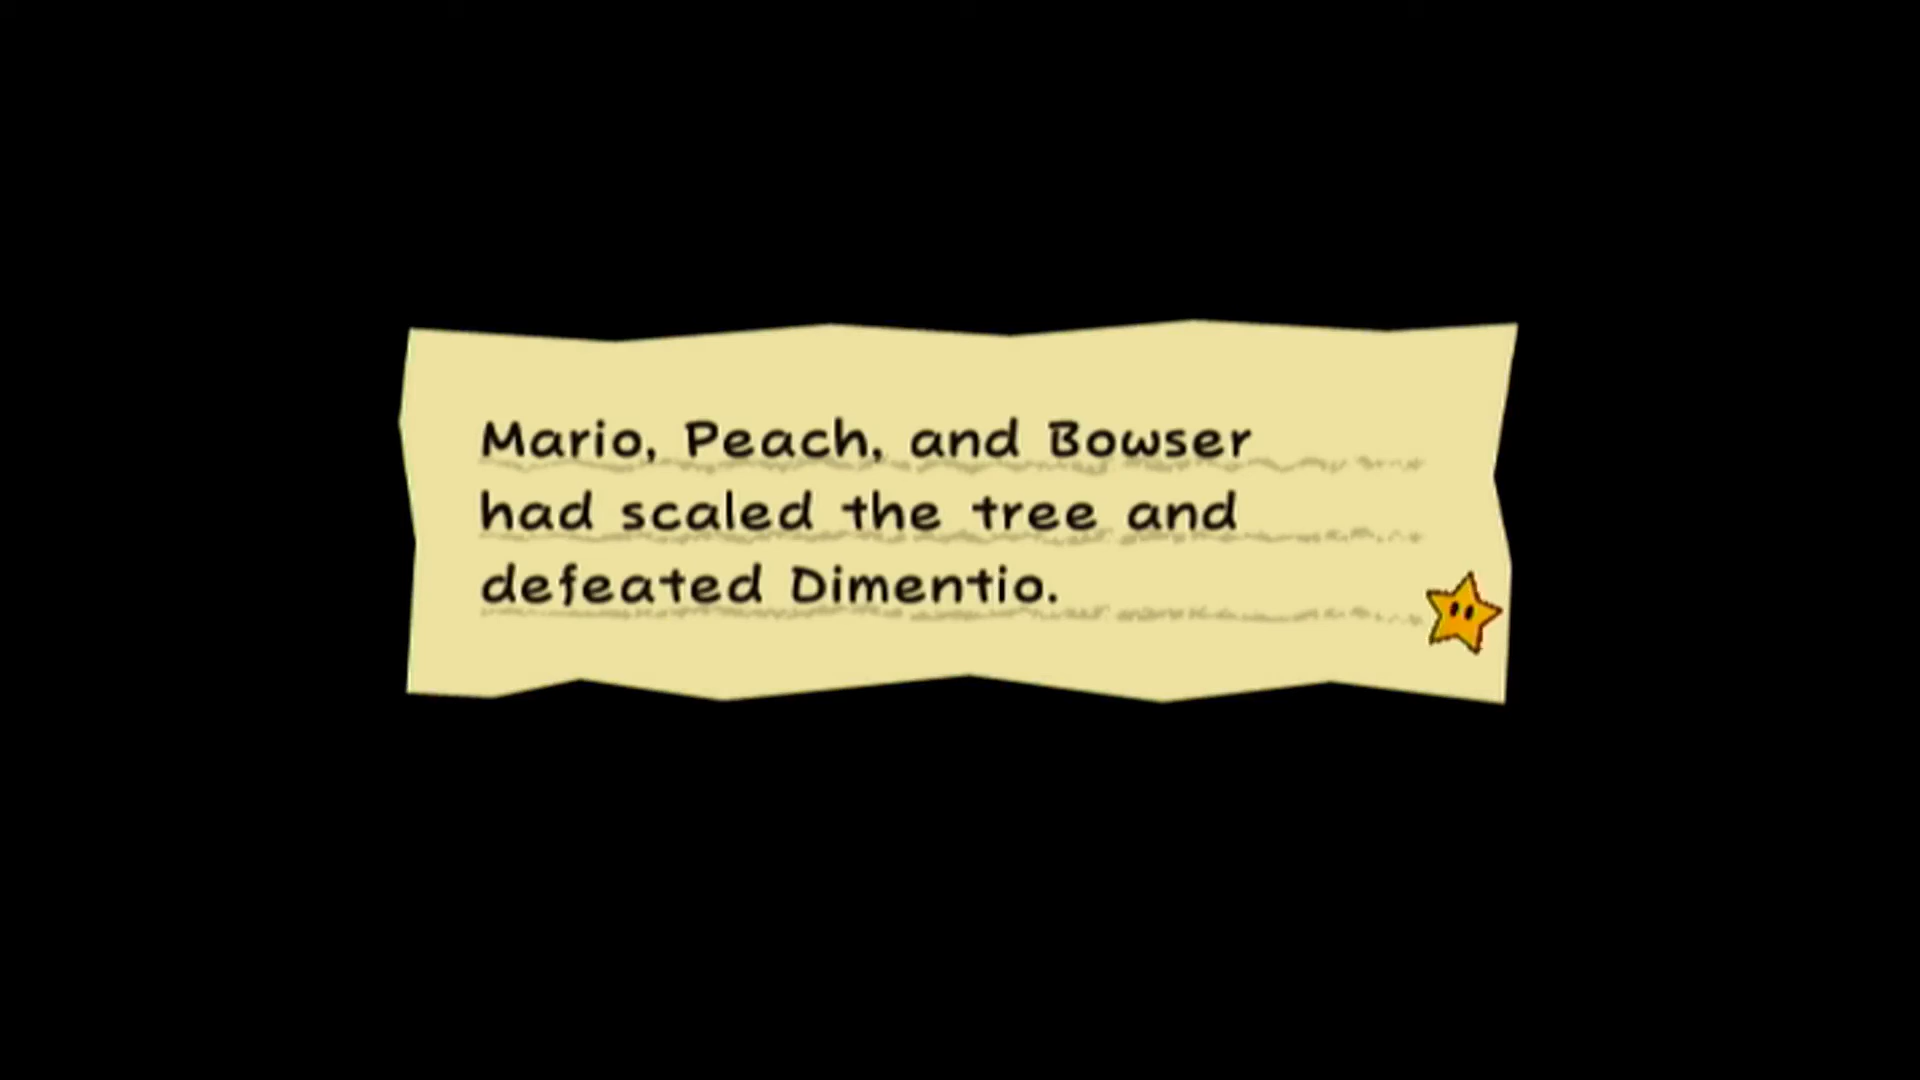 Mario, Peach, and Bowser
had scaled the tree and
defeated Dimentio.